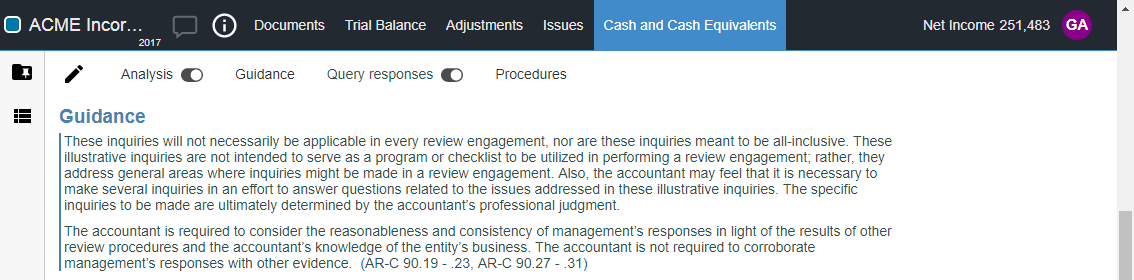 ACME Incor... Documents Trial Balance Adjustments Issues Cash and Cash Equivalents Net Income 251,483 GA
2017
Analysis Guidance Query responses Procedures
Guidance
These inquiries will not necessarily be applicable in every review engagement, nor are these inquiries meant to be all-inclusive. These
illustrative inquiries are not intended to serve as a program or checklist to be utilized in performing a review engagement; rather, they
address general areas where inquiries might be made in a review engagement. Also, the accountant may feel that it is necessary to
make several inquiries in an effort to answer questions related to the issues addressed in these illustrative inquiries. The specific
inquiries to be made are ultimately determined by the accountant's professional judgment.
The accountant is required to consider the reasonableness and consistency of management's responses in light of the results of other
review procedures and the accountant's knowledge of the entity's business. The accountant is not required to corroborate
management's responses with other evidence. (AR-C 90.19 - .23, AR-C 90.27 - .31)